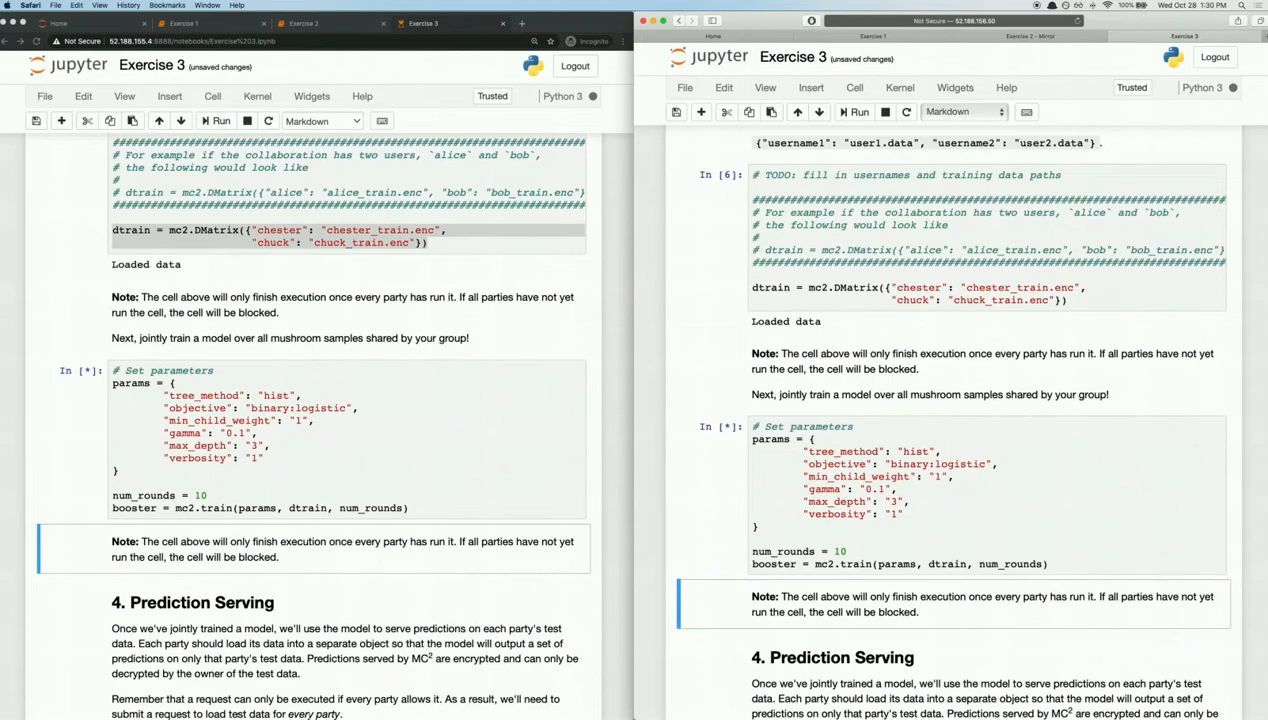 Safari File Edit View History Bookmarks Window Help
100% Wed Oct 28 1:30 PM
Home
Exercise 1
Exercise 2
Exercise 3
Not Secure | 52.188.155.4:8888/notebooks/Exercise%203.ipynb
Incognito
jupyter Exercise 3 (unsaved changes)
Logout
File Edit View Insert Cell Kernel Widgets Help
Trusted
Python 3
Run
Markdown
################################################################################
# For example if the collaboration has two users, `alice` and `bob`,
# the following would look like
#
# dtrain = mc2.DMatrix({"alice": "alice_train.enc", "bob": "bob_train.enc"}
################################################################################
dtrain = mc2.DMatrix({"chester": "chester_train.enc",
"chuck": "chuck_train.enc"})
Loaded data
Note: The cell above will only finish execution once every party has run it. If all parties have not yet
run the cell, the cell will be blocked.
Next, jointly train a model over all mushroom samples shared by your group!
In [*]:
# Set parameters
params = {
"tree_method": "hist",
"objective": "binary:logistic",
"min_child_weight": "1",
"gamma": "0.1",
"max_depth": "3",
"verbosity": "1"
}
num_rounds = 10
booster = mc2.train(params, dtrain, num_rounds)
Note: The cell above will only finish execution once every party has run it. If all parties have not yet
run the cell, the cell will be blocked.
4. Prediction Serving
Once we've jointly trained a model, we'll use the model to serve predictions on each party's test
data. Each party should load its data into a separate object so that the model will output a set of
predictions on only that party's test data. Predictions served by MC2 are encrypted and can only be
decrypted by the owner of the test data.
Remember that a request can only be executed if every party allows it. As a result, we'll need to
submit a request to load test data for every party.
Not Secure — 52.188.156.50
Home
Exercise 1
Exercise 2 - Mirror
Exercise 3
jupyter Exercise 3 (unsaved changes)
Logout
File Edit View Insert Cell Kernel Widgets Help
Trusted
Python 3
Run
Markdown
{"username1": "user1.data", "username2": "user2.data"} .
In [6]:
# TODO: fill in usernames and training data paths
################################################################################
# For example if the collaboration has two users, `alice` and `bob`,
# the following would look like
#
# dtrain = mc2.DMatrix({"alice": "alice_train.enc", "bob": "bob_train.enc"}
################################################################################
dtrain = mc2.DMatrix({"chester": "chester_train.enc",
"chuck": "chuck_train.enc"})
Loaded data
Note: The cell above will only finish execution once every party has run it. If all parties have not yet
run the cell, the cell will be blocked.
Next, jointly train a model over all mushroom samples shared by your group!
In [*]:
# Set parameters
params = {
"tree_method": "hist",
"objective": "binary:logistic",
"min_child_weight": "1",
"gamma": "0.1",
"max_depth": "3",
"verbosity": "1"
}
num_rounds = 10
booster = mc2.train(params, dtrain, num_rounds)
Note: The cell above will only finish execution once every party has run it. If all parties have not yet
run the cell, the cell will be blocked.
4. Prediction Serving
Once we've jointly trained a model, we'll use the model to serve predictions on each party's test
data. Each party should load its data into a separate object so that the model will output a set of
predictions on only that party's test data. Predictions served by MC2 are encrypted and can only be